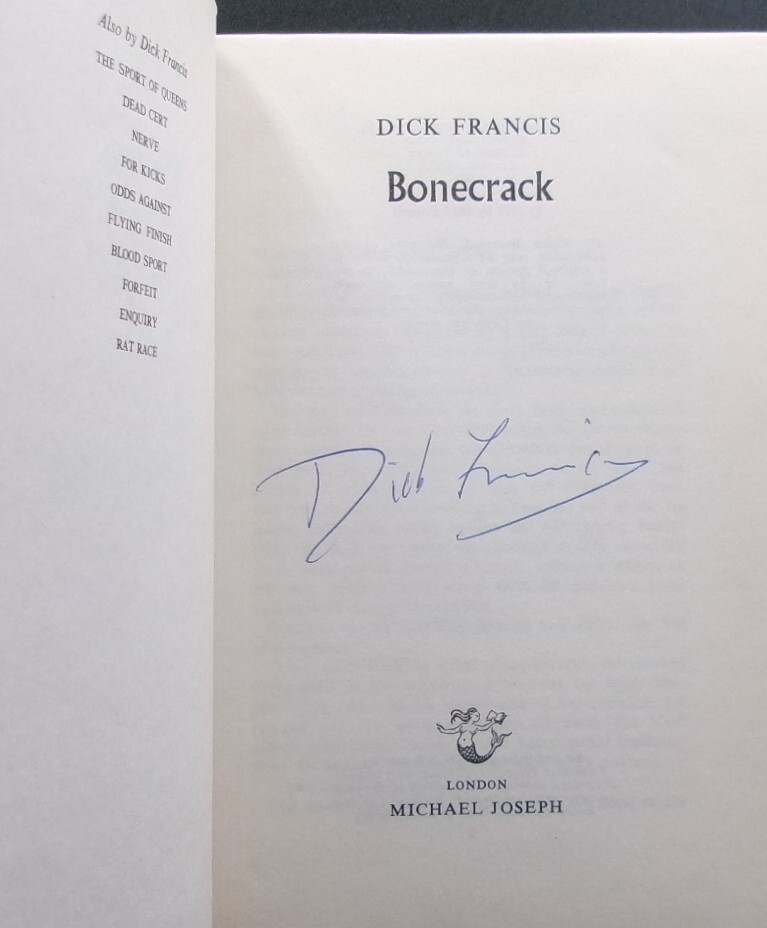 Also by Dick Francis
THE SPORT OF QUEENS
DEAD CERT
NERVE
FOR KICKS
ODDS AGAINST
FLYING FINISH
BLOOD SPORT
FORFEIT
ENQUIRY
RAT RACE
DICK FRANCIS
Bonecrack
Dick Francis
LONDON
MICHAEL JOSEPH